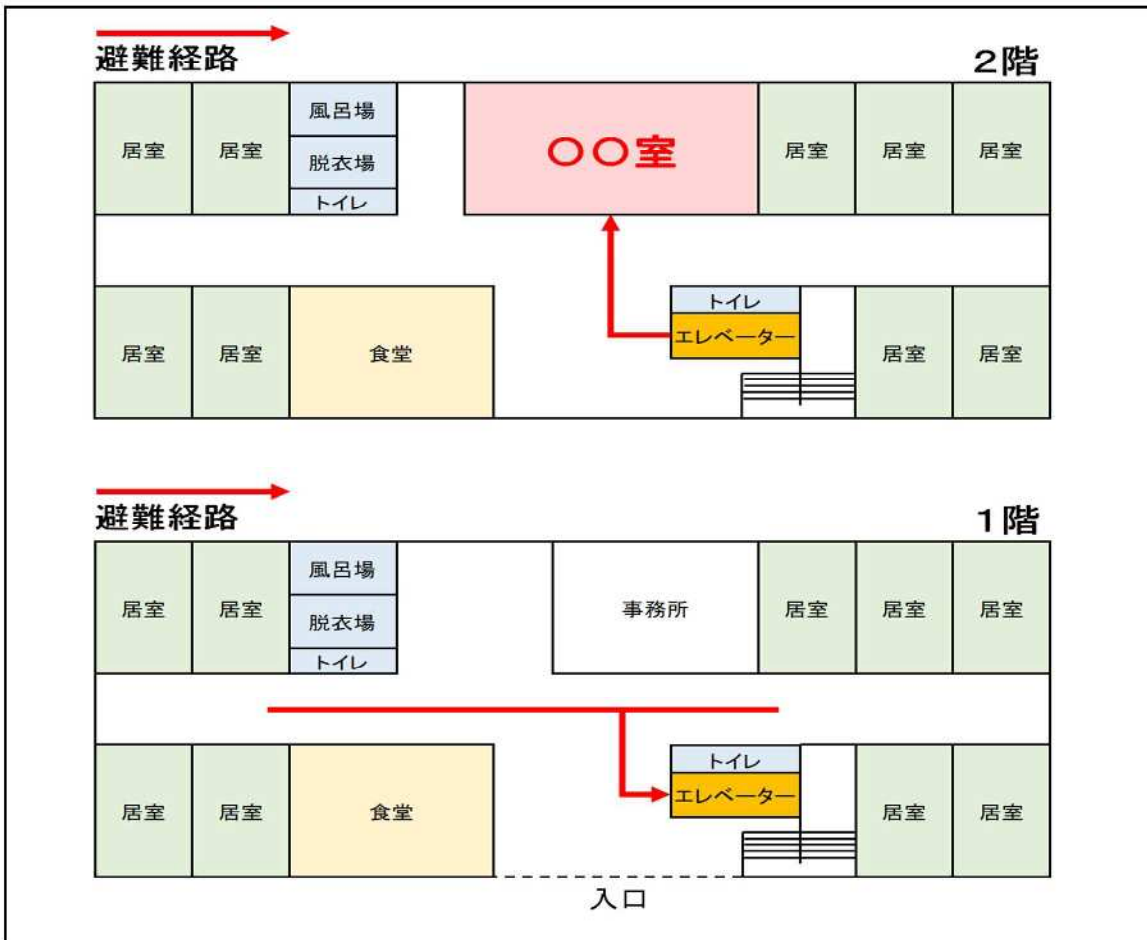 避難経路
2階
居室 居室 風呂場 〇〇室 居室 居室 居室
脱衣場
トイレ
居室 居室 食堂 トイレ 居室 居室
エレベーター
避難経路
1階
居室 居室 風呂場 事務所 居室 居室 居室
脱衣場
トイレ
居室 居室 食堂 トイレ 居室 居室
エレベーター
入口